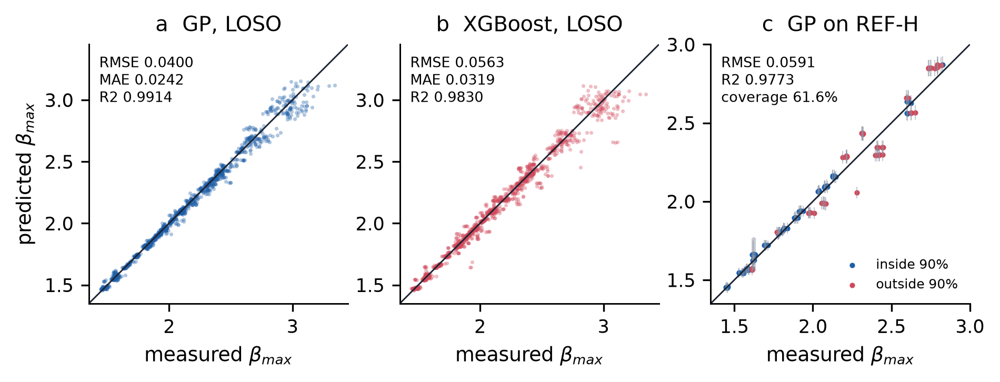 a GP, LOSO
RMSE 0.0400
MAE 0.0242
R2 0.9914
predicted βmax
3.0
2.5
2.0
1.5
2
3
measured βmax
b XGBoost, LOSO
RMSE 0.0563
MAE 0.0319
R2 0.9830
3.0
2.5
2.0
1.5
2
3
measured βmax
c GP on REF-H
RMSE 0.0591
R2 0.9773
coverage 61.6%
3.0
2.5
2.0
1.5
inside 90%
outside 90%
1.5
2.0
2.5
3.0
measured βmax